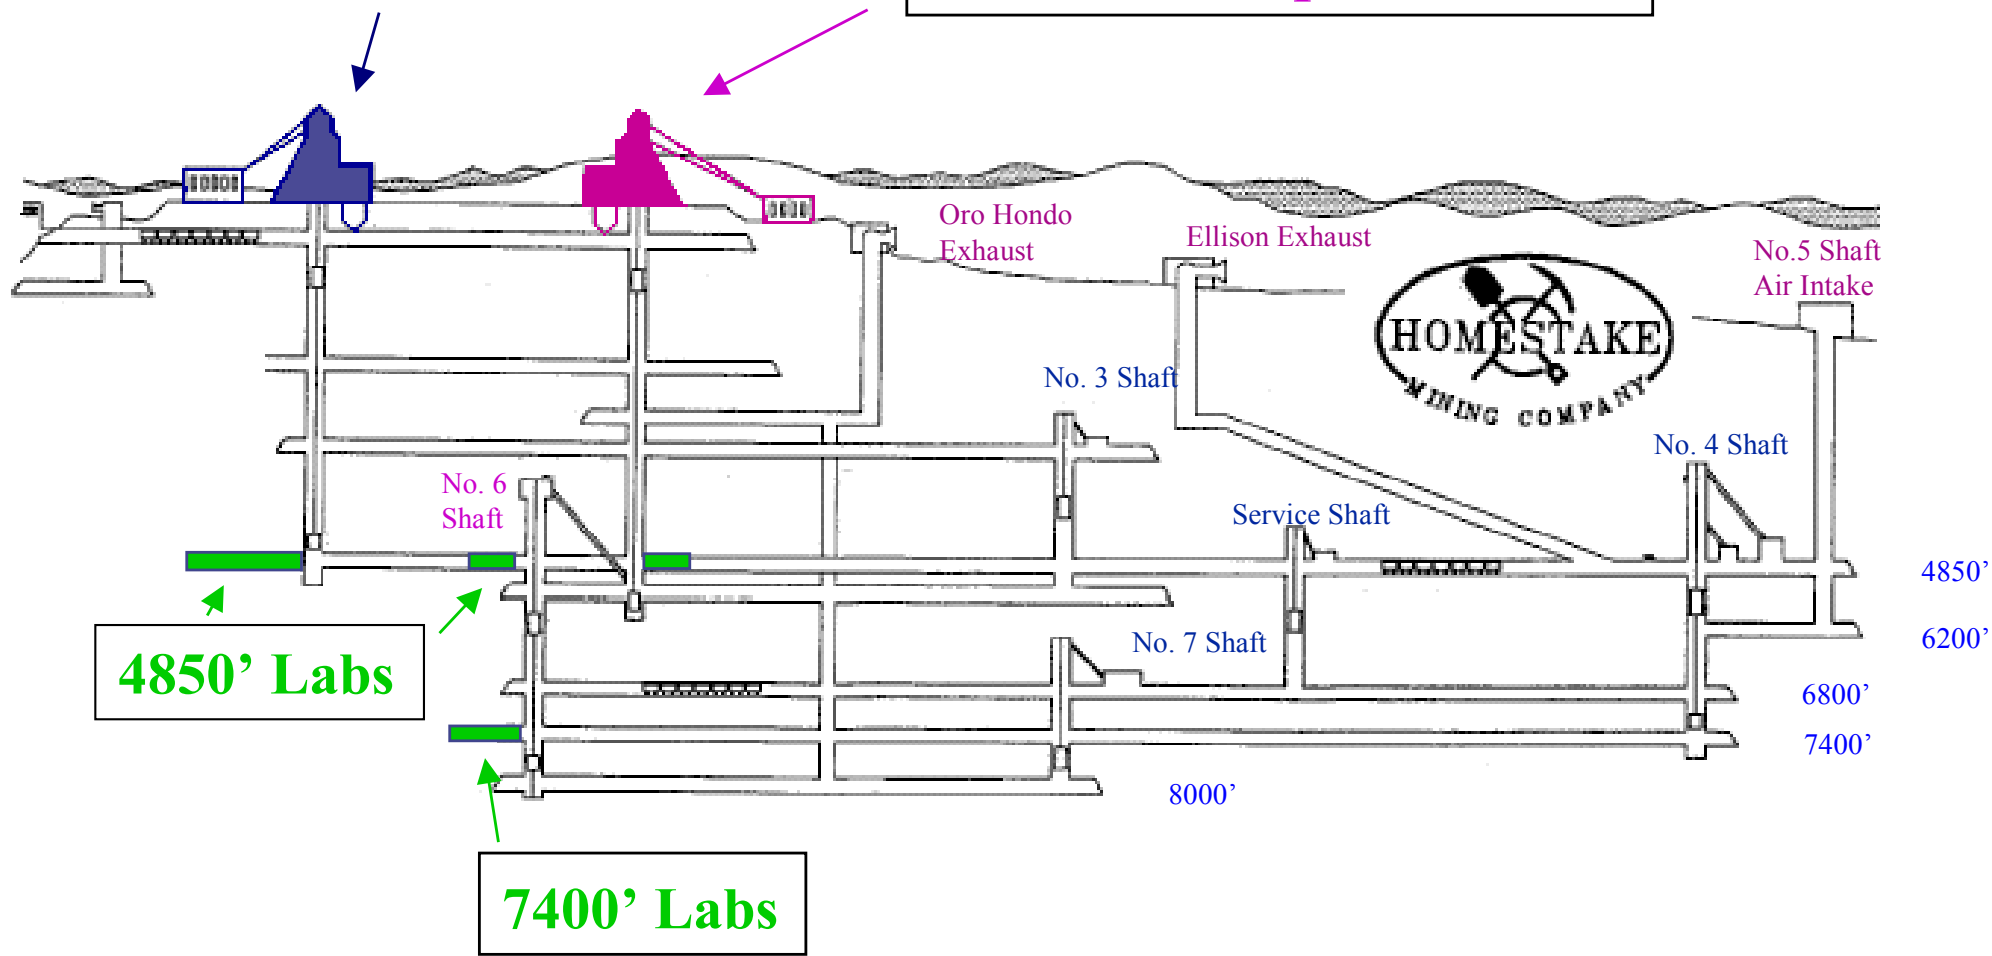 Oro Hondo
Exhaust
Ellison Exhaust
No.5 Shaft
Air Intake
HOMESTAKE
MINING COMPANY
No. 3 Shaft
No. 4 Shaft
No. 6
Shaft
Service Shaft
4850’
No. 7 Shaft
6200’
4850’ Labs
6800’
7400’
8000’
7400’ Labs